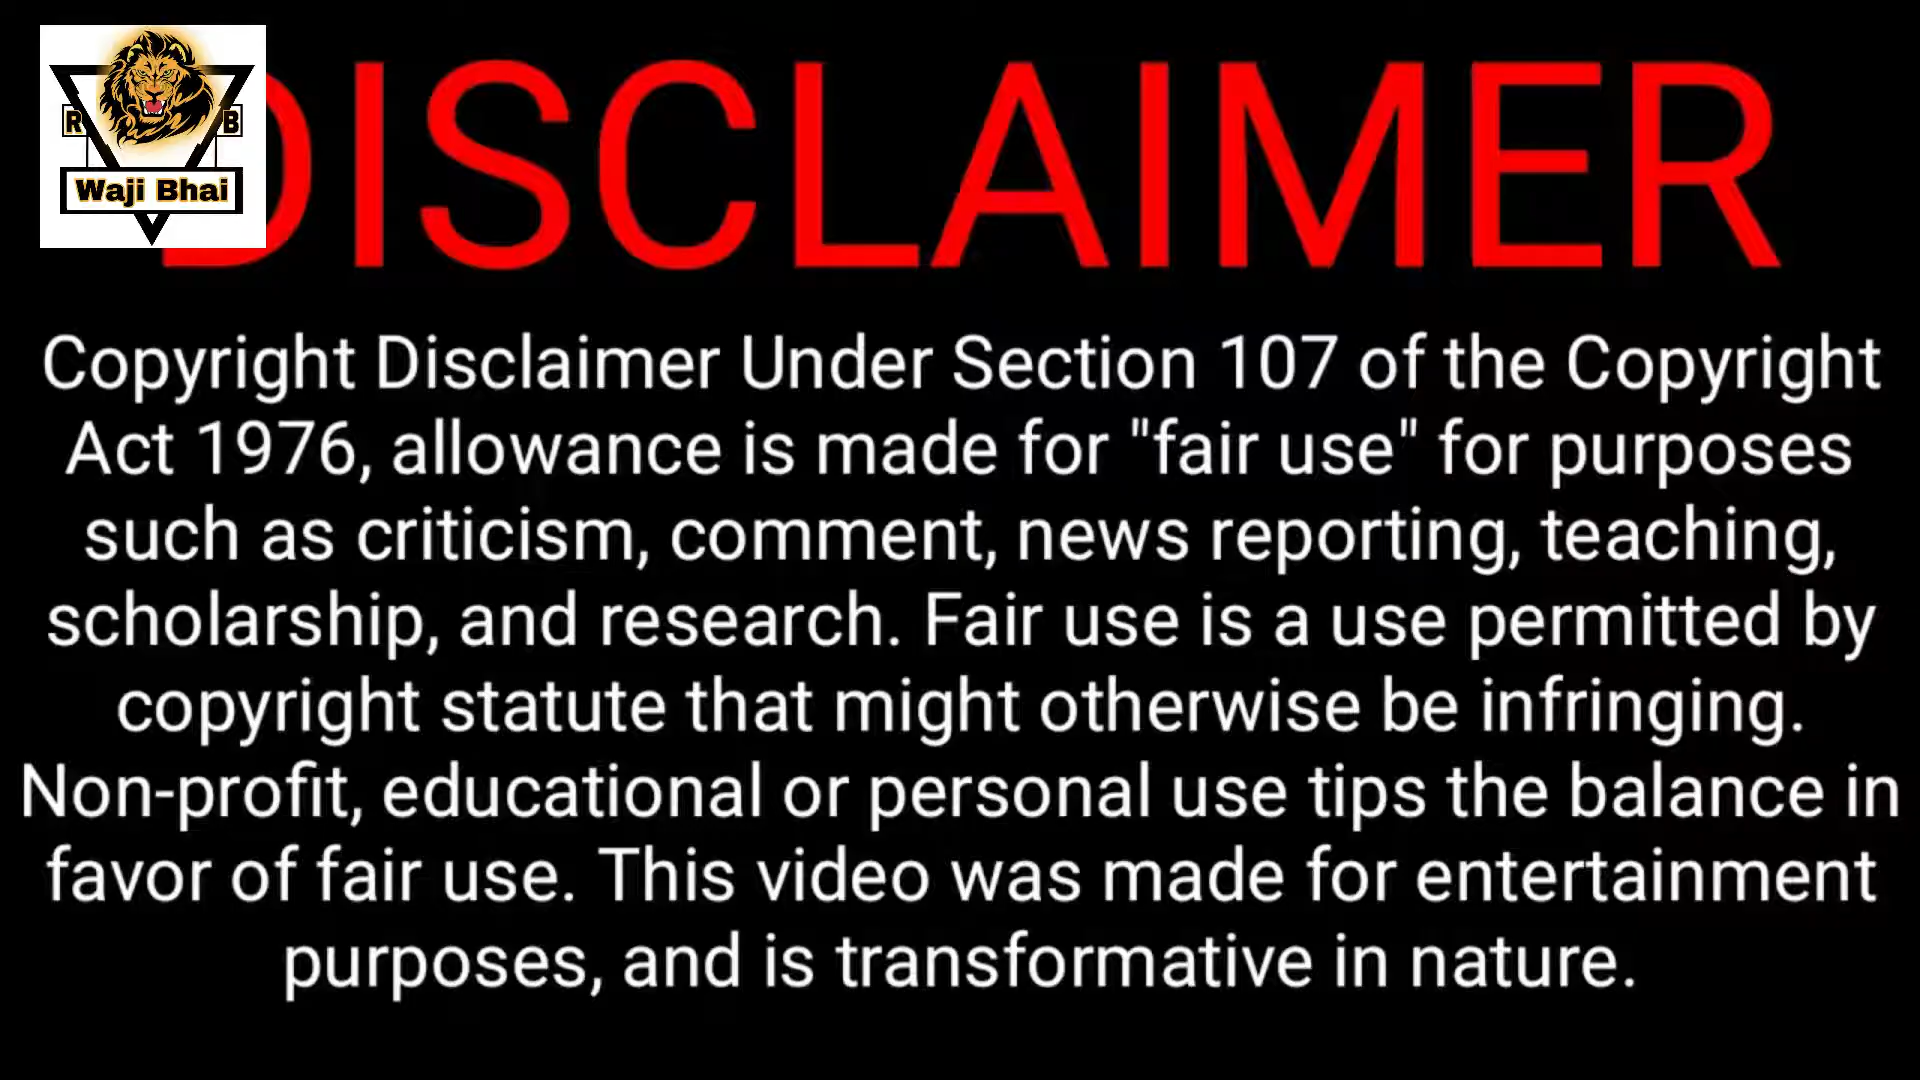 R B
Waji Bhai
DISCLAIMER
Copyright Disclaimer Under Section 107 of the Copyright
Act 1976, allowance is made for "fair use" for purposes
such as criticism, comment, news reporting, teaching,
scholarship, and research. Fair use is a use permitted by
copyright statute that might otherwise be infringing.
Non-profit, educational or personal use tips the balance in
favor of fair use. This video was made for entertainment
purposes, and is transformative in nature.